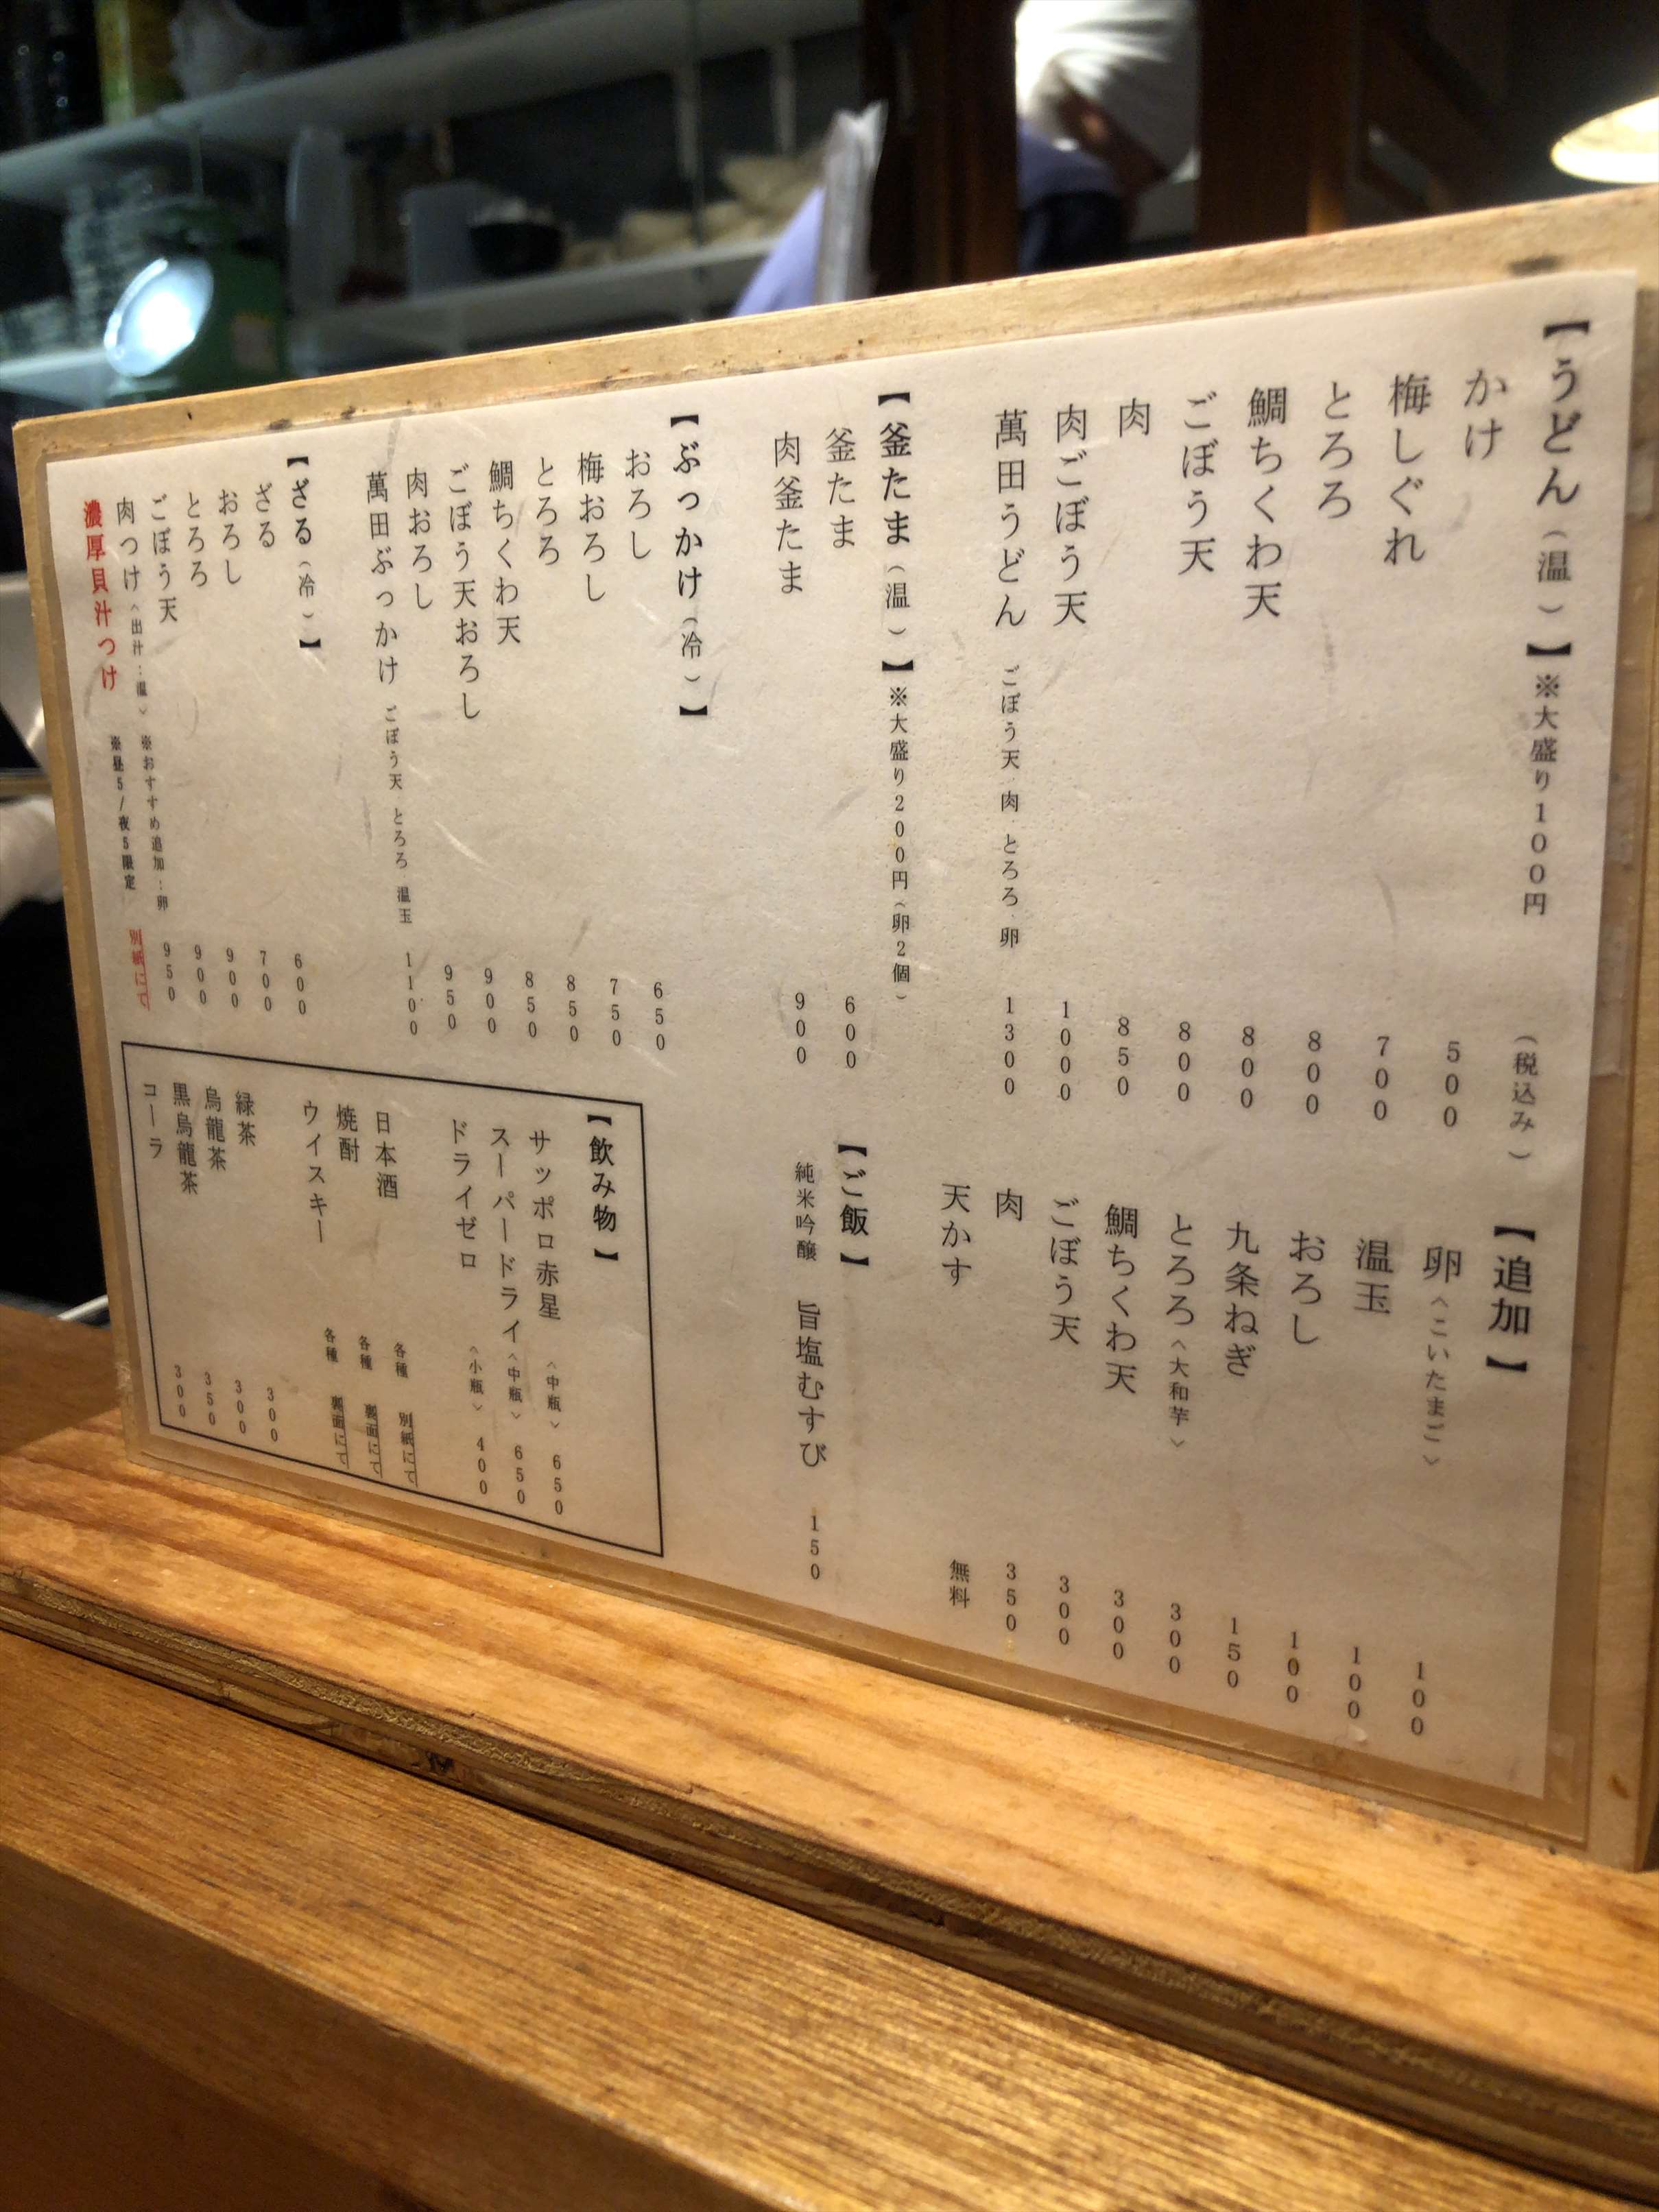 【うどん（温）】※大盛り１００円 （税込み）
かけ 500
梅しぐれ 700
とろろ 800
鯛ちくわ天 800
ごぼう天 800
肉 850
肉ごぼう天 1000
萬田うどん ごぼう天 肉 とろろ 卵 1300
【釜たま（温）】※大盛り200円（卵2個）
釜たま 600
肉釜たま 900
【ぶっかけ（冷）】
おろし 650
梅おろし 750
とろろ 850
鯛ちくわ天 850
ごぼう天おろし 900
肉おろし 950
萬田ぶっかけ ごぼう天 とろろ 温玉 1100
【ざる（冷）】
ざる 600
おろし 700
とろろ 900
ごぼう天 900
肉つけ〈出汁：温〉 ※おすすめ追加：卵 950
濃厚貝汁つけ ※昼5/夜5限定 別紙にて
【追加】
卵〈こいたまご〉 100
温玉 100
おろし 100
九条ねぎ 150
とろろ〈大和芋〉 300
鯛ちくわ天 300
ごぼう天 300
肉 350
天かす 無料
【ご飯】
純米吟醸 旨塩むすび 150
【飲み物】
サッポロ赤星 〈中瓶〉 650
スーパードライ〈中瓶〉 650
ドライゼロ 〈小瓶〉 400
日本酒 各種 別紙にて
焼酎 各種 裏面にて
ウイスキー 各種 裏面にて
緑茶 300
烏龍茶 300
黒烏龍茶 350
コーラ 300